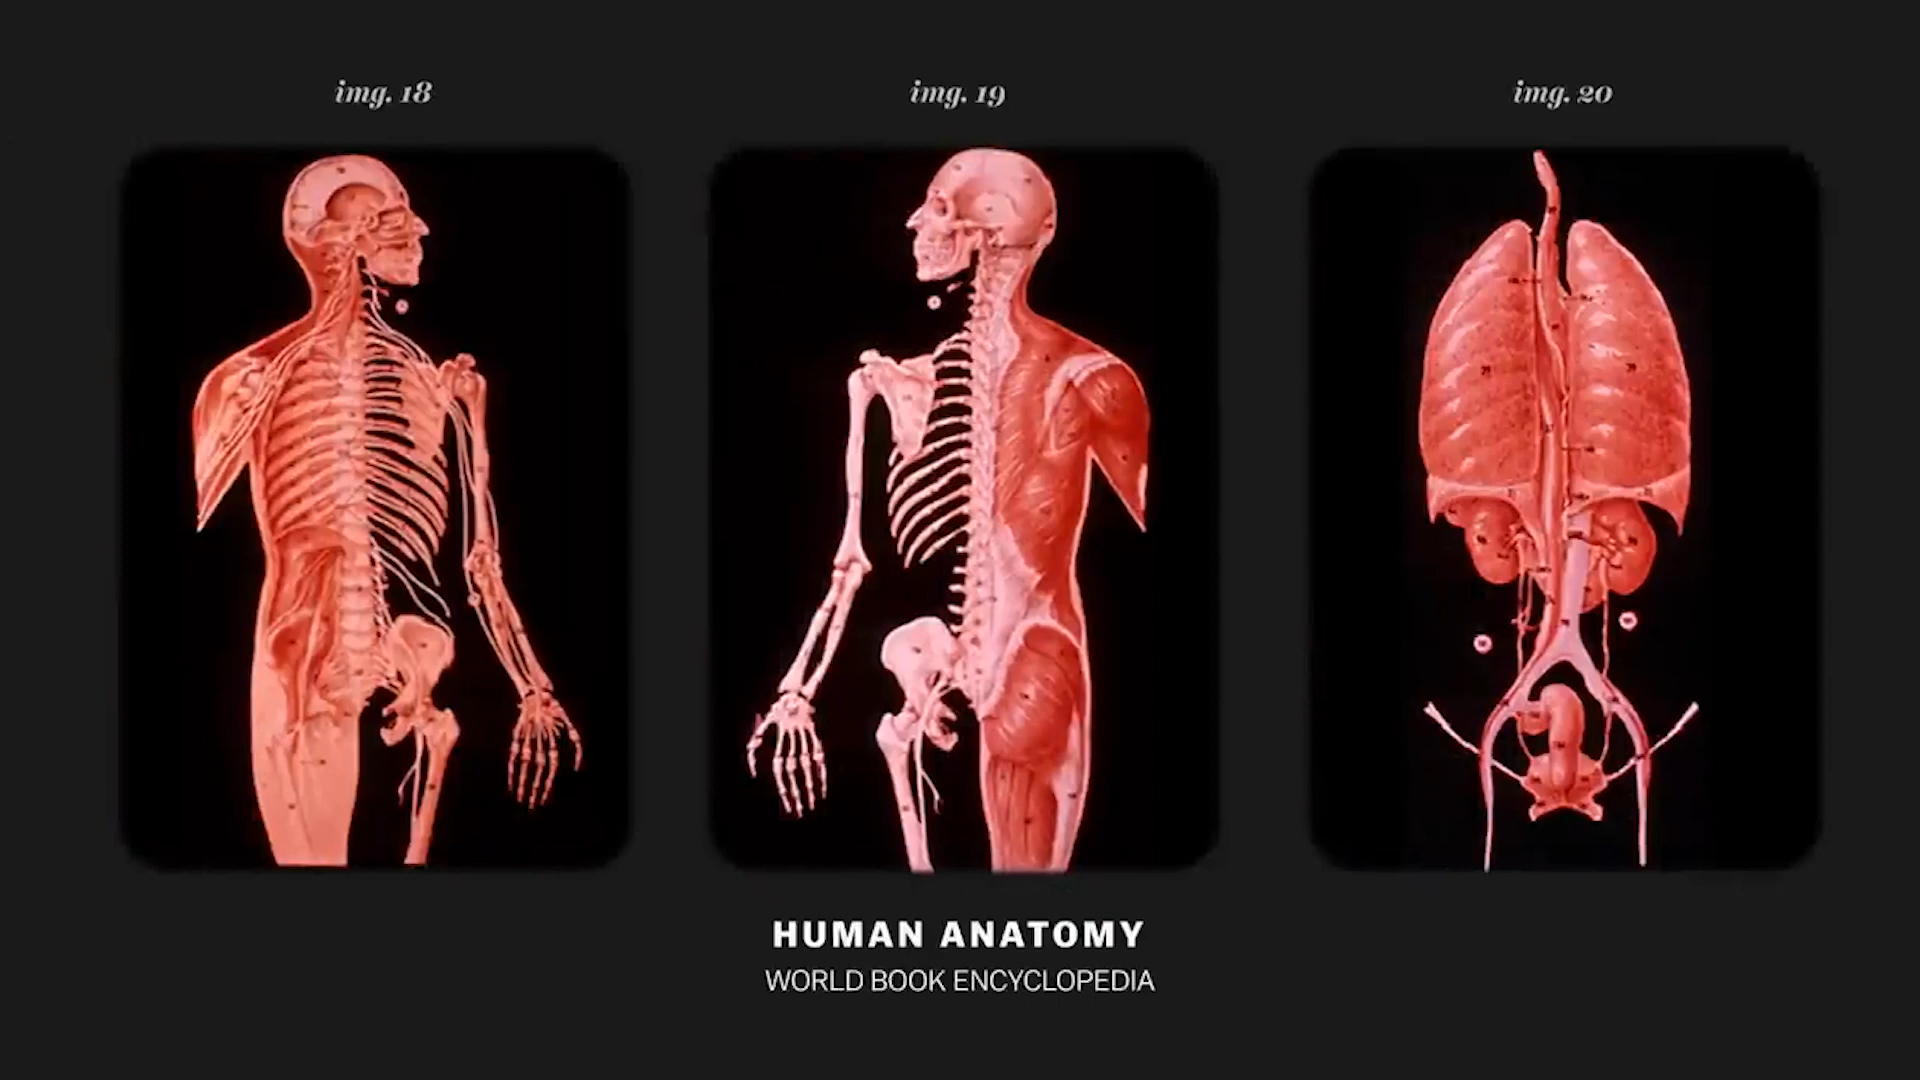 img. 18
img. 19
img. 20
HUMAN ANATOMY
WORLD BOOK ENCYCLOPEDIA